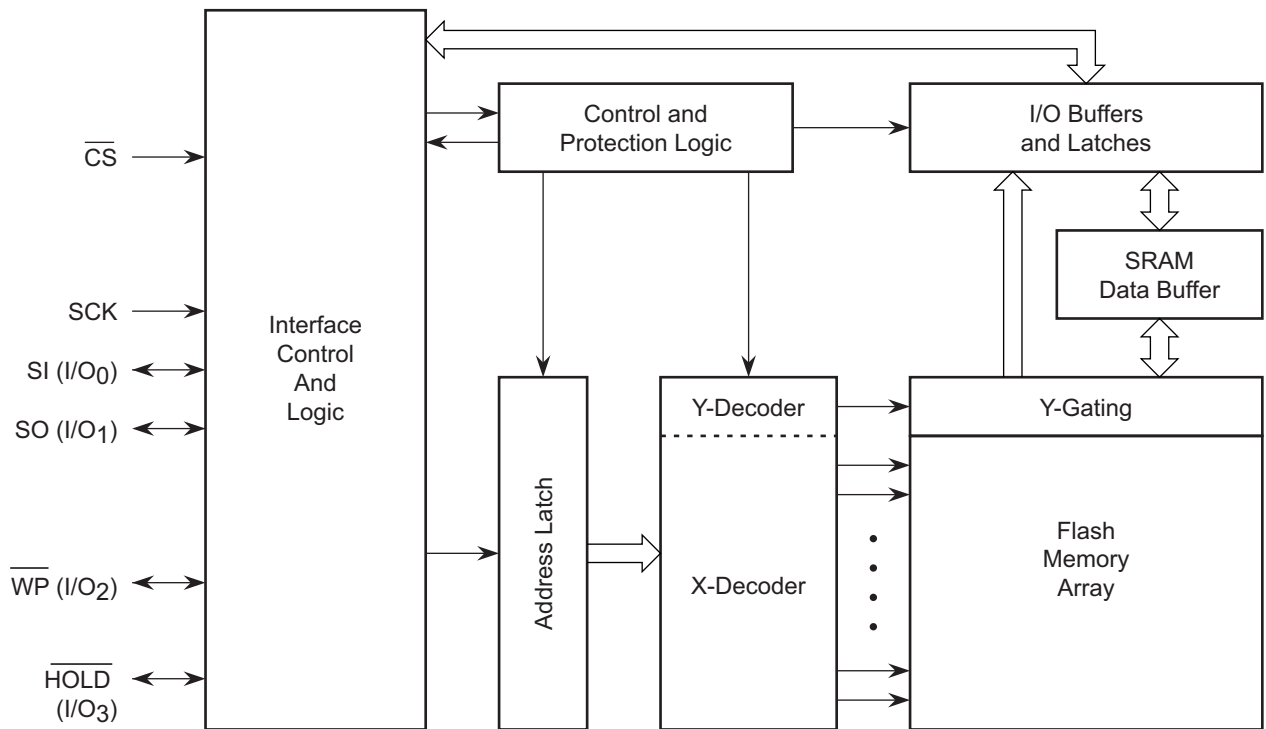 Control and
Protection Logic
I/O Buffers
and Latches
CS
SRAM
Data Buffer
SCK
SI (I/O0)
SO (I/O1)
WP (I/O2)
HOLD
(I/O3)
Interface
Control
And
Logic
Address Latch
Y-Decoder
X-Decoder
Y-Gating
Flash
Memory
Array